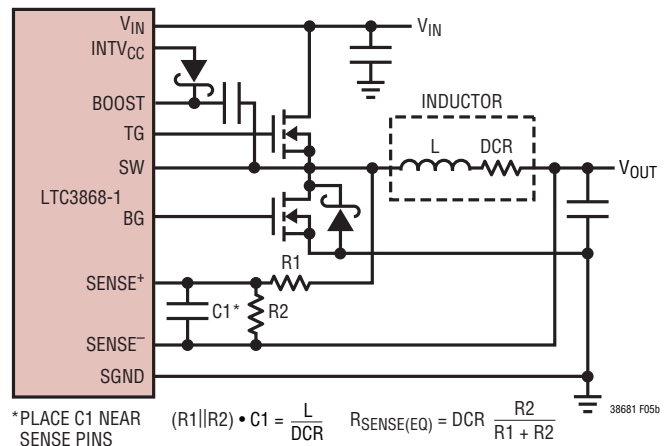 V_IN
V_IN
INTV_CC
BOOST
INDUCTOR
TG
L
DCR
SW
V_OUT
LTC3868-1
BG
R1
SENSE⁺
C1*
R2
SENSE⁻
SGND
*PLACE C1 NEAR
SENSE PINS
(R1||R2) • C1 = L/DCR
R_SENSE(EQ) = DCR R2/(R1 + R2)
38681 F05b